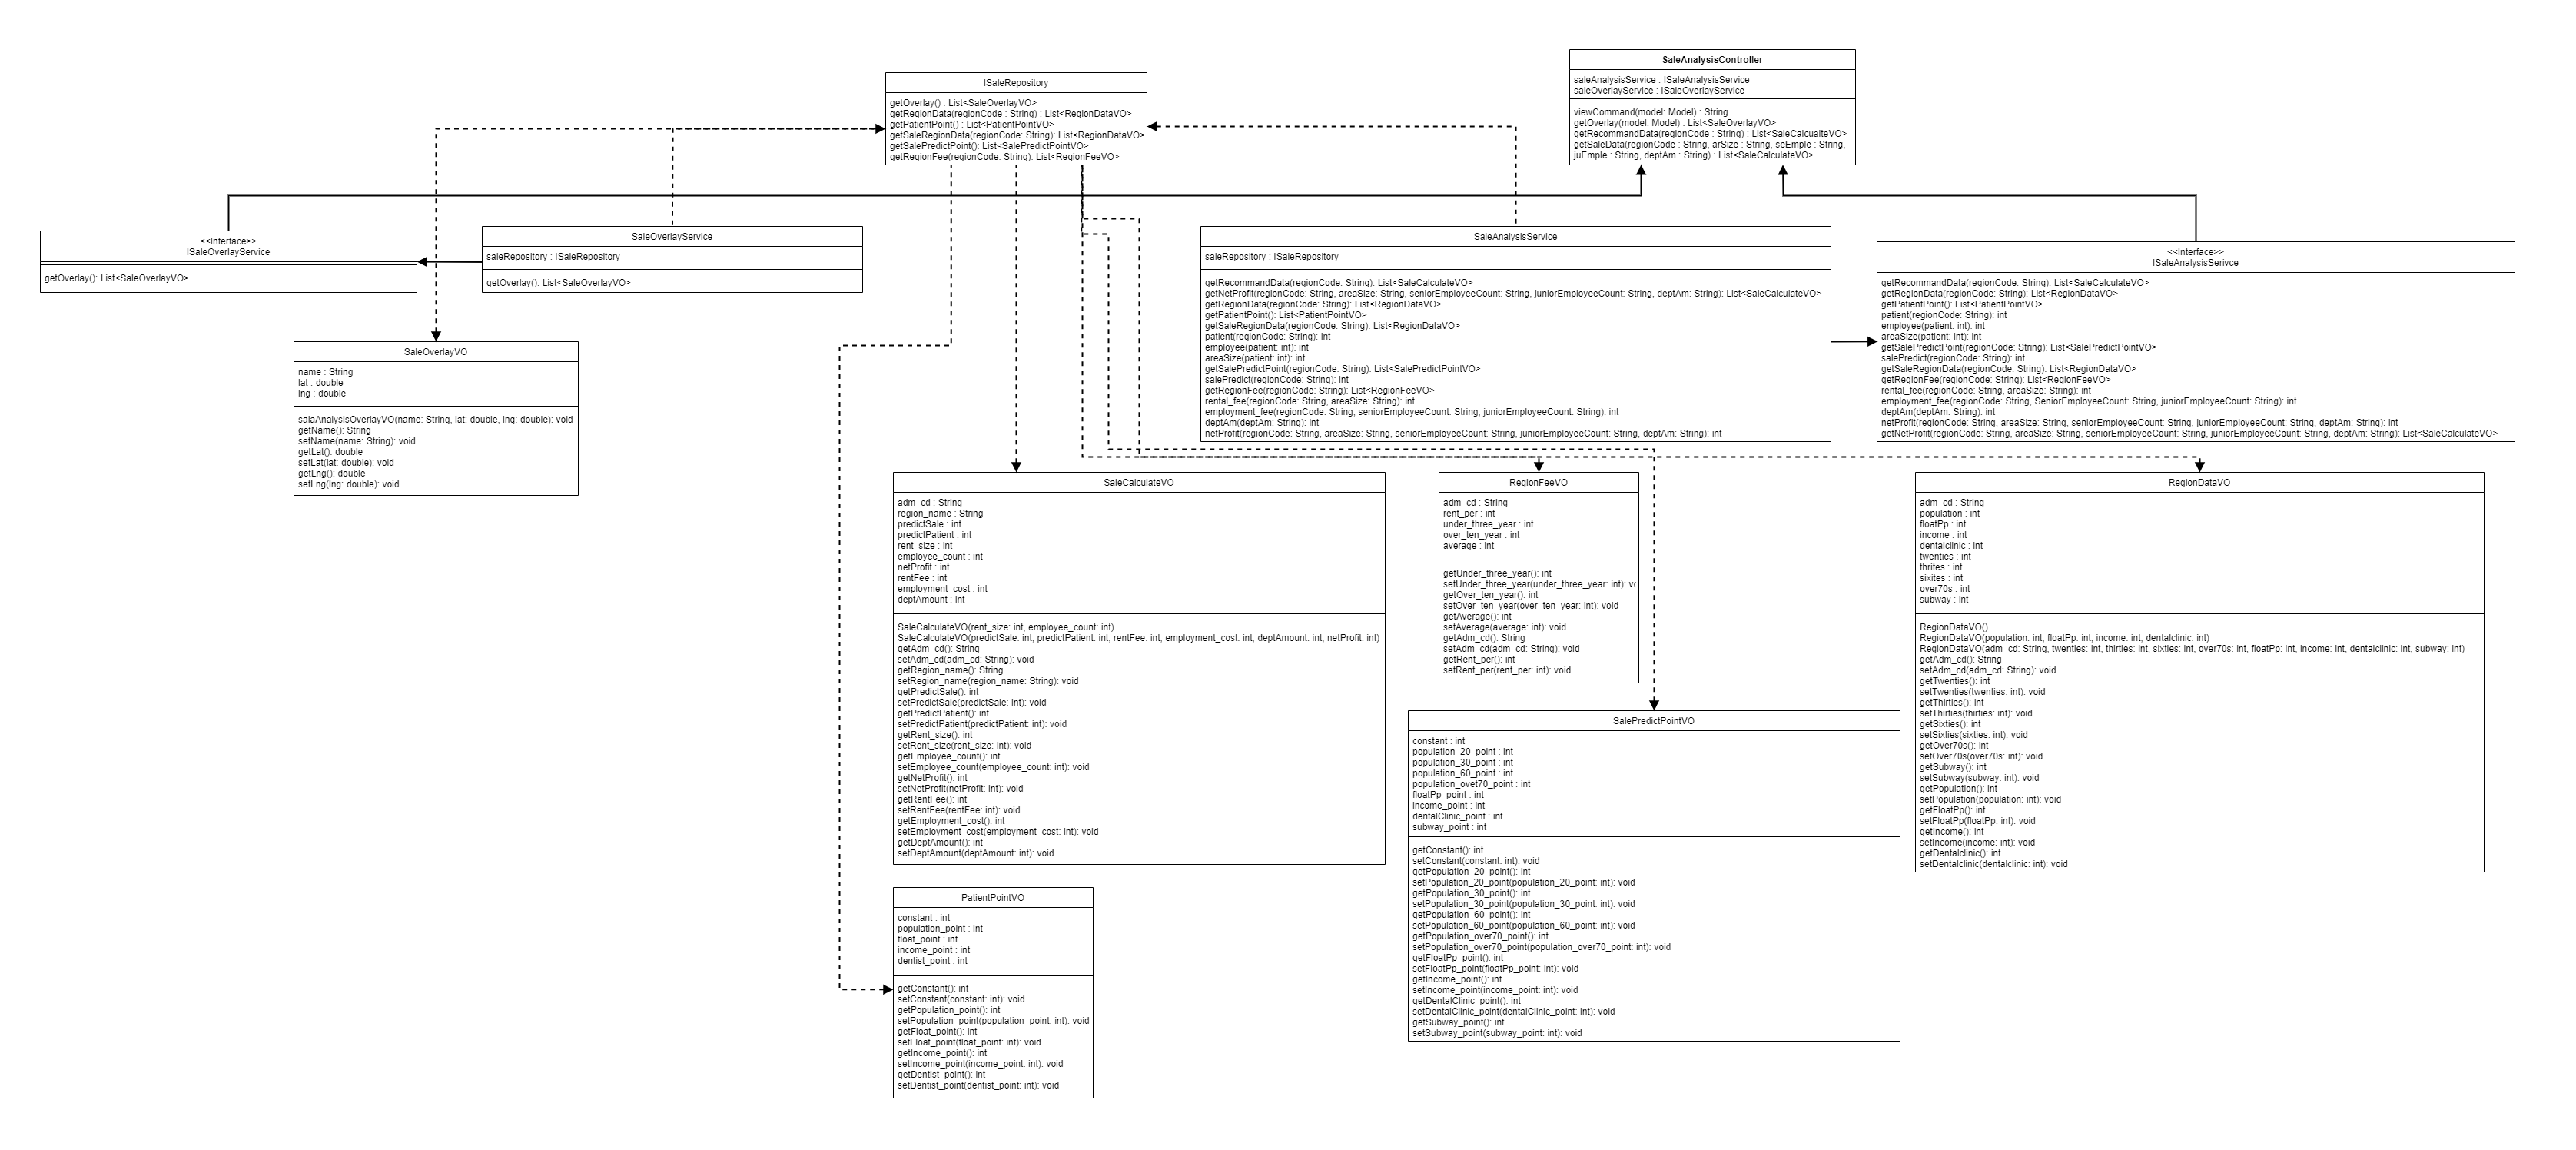 SaleAnalysisController
saleAnalysisService : ISaleAnalysisService
saleOverlayService : ISaleOverlayService
viewCommand(model: Model) : String
getOverlay(model: Model) : List<SaleOverlayVO>
getRecommandData(regionCode : String) : List<SaleCalcualteVO>
getSaleData(regionCode : String, arSize : String, seEmple : String,
juEmple : String, deptAm : String) : List<SaleCalculateVO>
ISaleRepository
getOverlay() : List<SaleOverlayVO>
getRegionData(regionCode : String) : List<RegionDataVO>
getPatientPoint() : List<PatientPointVO>
getSaleRegionData(regionCode: String): List<RegionDataVO>
getSalePredictPoint(): List<SalePredictPointVO>
getRegionFee(regionCode: String): List<RegionFeeVO>
<<Interface>>
ISaleOverlayService
getOverlay(): List<SaleOverlayVO>
SaleOverlayService
saleRepository : ISaleRepository
getOverlay(): List<SaleOverlayVO>
SaleAnalysisService
saleRepository : ISaleRepository
getRecommandData(regionCode: String): List<SaleCalculateVO>
getNetProfit(regionCode: String, areaSize: String, seniorEmployeeCount: String, juniorEmployeeCount: String, deptAm: String): List<SaleCalculateVO>
getRegionData(regionCode: String): List<RegionDataVO>
getPatientPoint(): List<PatientPointVO>
getSaleRegionData(regionCode: String): List<RegionDataVO>
patient(regionCode: String): int
employee(patient: int): int
areaSize(patient: int): int
getSalePredictPoint(regionCode: String): List<SalePredictPointVO>
salePredict(regionCode: String): int
getRegionFee(regionCode: String): List<RegionFeeVO>
rental_fee(regionCode: String, areaSize: String): int
employment_fee(regionCode: String, seniorEmployeeCount: String, juniorEmployeeCount: String): int
deptAm(deptAm: String): int
netProfit(regionCode: String, areaSize: String, seniorEmployeeCount: String, juniorEmployeeCount: String, deptAm: String): int
<<Interface>>
ISaleAnalysisSerivce
getRecommandData(regionCode: String): List<SaleCalculateVO>
getRegionData(regionCode: String): List<RegionDataVO>
getPatientPoint(): List<PatientPointVO>
patient(regionCode: String): int
employee(patient: int): int
areaSize(patient: int): int
getSalePredictPoint(regionCode: String): List<SalePredictPointVO>
salePredict(regionCode: String): int
getSaleRegionData(regionCode: String): List<RegionDataVO>
getRegionFee(regionCode: String): List<RegionFeeVO>
rental_fee(regionCode: String, areaSize: String): int
employment_fee(regionCode: String, SeniorEmployeeCount: String, juniorEmployeeCount: String): int
deptAm(deptAm: String): int
netProfit(regionCode: String, areaSize: String, seniorEmployeeCount: String, juniorEmployeeCount: String, deptAm: String): int
getNetProfit(regionCode: String, areaSize: String, seniorEmployeeCount: String, juniorEmployeeCount: String, deptAm: String): List<SaleCalculateVO>
SaleOverlayVO
name : String
lat : double
lng : double
salaAnalysisOverlayVO(name: String, lat: double, lng: double): void
getName(): String
setName(name: String): void
getLat(): double
setLat(lat: double): void
getLng(): double
setLng(lng: double): void
SaleCalculateVO
adm_cd : String
region_name : String
predictSale : int
predictPatient : int
rent_size : int
employee_count : int
netProfit : int
rentFee : int
employment_cost : int
deptAmount : int
SaleCalculateVO(rent_size: int, employee_count: int)
SaleCalculateVO(predictSale: int, predictPatient: int, rentFee: int, employment_cost: int, deptAmount: int, netProfit: int)
getAdm_cd(): String
setAdm_cd(adm_cd: String): void
getRegion_name(): String
setRegion_name(region_name: String): void
getPredictSale(): int
setPredictSale(predictSale: int): void
getPredictPatient(): int
setPredictPatient(predictPatient: int): void
getRent_size(): int
setRent_size(rent_size: int): void
getEmployee_count(): int
setEmployee_count(employee_count: int): void
getNetProfit(): int
setNetProfit(netProfit: int): void
getRentFee(): int
setRentFee(rentFee: int): void
getEmployment_cost(): int
setEmployment_cost(employment_cost: int): void
getDeptAmount(): int
setDeptAmount(deptAmount: int): void
RegionFeeVO
adm_cd : String
rent_per : int
under_three_year : int
over_ten_year : int
average : int
getUnder_three_year(): int
setUnder_three_year(under_three_year: int): vo
getOver_ten_year(): int
setOver_ten_year(over_ten_year: int): void
getAverage(): int
setAverage(average: int): void
getAdm_cd(): String
setAdm_cd(adm_cd: String): void
getRent_per(): int
setRent_per(rent_per: int): void
RegionDataVO
adm_cd : String
population : int
floatPp : int
income : int
dentalclinic : int
twenties : int
thrites : int
sixites : int
over70s : int
subway : int
RegionDataVO()
RegionDataVO(population: int, floatPp: int, income: int, dentalclinic: int)
RegionDataVO(adm_cd: String, twenties: int, thirties: int, sixties: int, over70s: int, floatPp: int, income: int, dentalclinic: int, subway: int)
getAdm_cd(): String
setAdm_cd(adm_cd: String): void
getTwenties(): int
setTwenties(twenties: int): void
getThirties(): int
setThirties(thirties: int): void
getSixties(): int
setSixties(sixties: int): void
getOver70s(): int
setOver70s(over70s: int): void
getSubway(): int
setSubway(subway: int): void
getPopulation(): int
setPopulation(population: int): void
getFloatPp(): int
setFloatPp(floatPp: int): void
getIncome(): int
setIncome(income: int): void
getDentalclinic(): int
setDentalclinic(dentalclinic: int): void
SalePredictPointVO
constant : int
population_20_point : int
population_30_point : int
population_60_point : int
population_ovet70_point : int
floatPp_point : int
income_point : int
dentalClinic_point : int
subway_point : int
getConstant(): int
setConstant(constant: int): void
getPopulation_20_point(): int
setPopulation_20_point(population_20_point: int): void
getPopulation_30_point(): int
setPopulation_30_point(population_30_point: int): void
getPopulation_60_point(): int
setPopulation_60_point(population_60_point: int): void
getPopulation_over70_point(): int
setPopulation_over70_point(population_over70_point: int): void
getFloatPp_point(): int
setFloatPp_point(floatPp_point: int): void
getIncome_point(): int
setIncome_point(income_point: int): void
getDentalClinic_point(): int
setDentalClinic_point(dentalClinic_point: int): void
getSubway_point(): int
setSubway_point(subway_point: int): void
PatientPointVO
constant : int
population_point : int
float_point : int
income_point : int
dentist_point : int
getConstant(): int
setConstant(constant: int): void
getPopulation_point(): int
setPopulation_point(population_point: int): void
getFloat_point(): int
setFloat_point(float_point: int): void
getIncome_point(): int
setIncome_point(income_point: int): void
getDentist_point(): int
setDentist_point(dentist_point: int): void